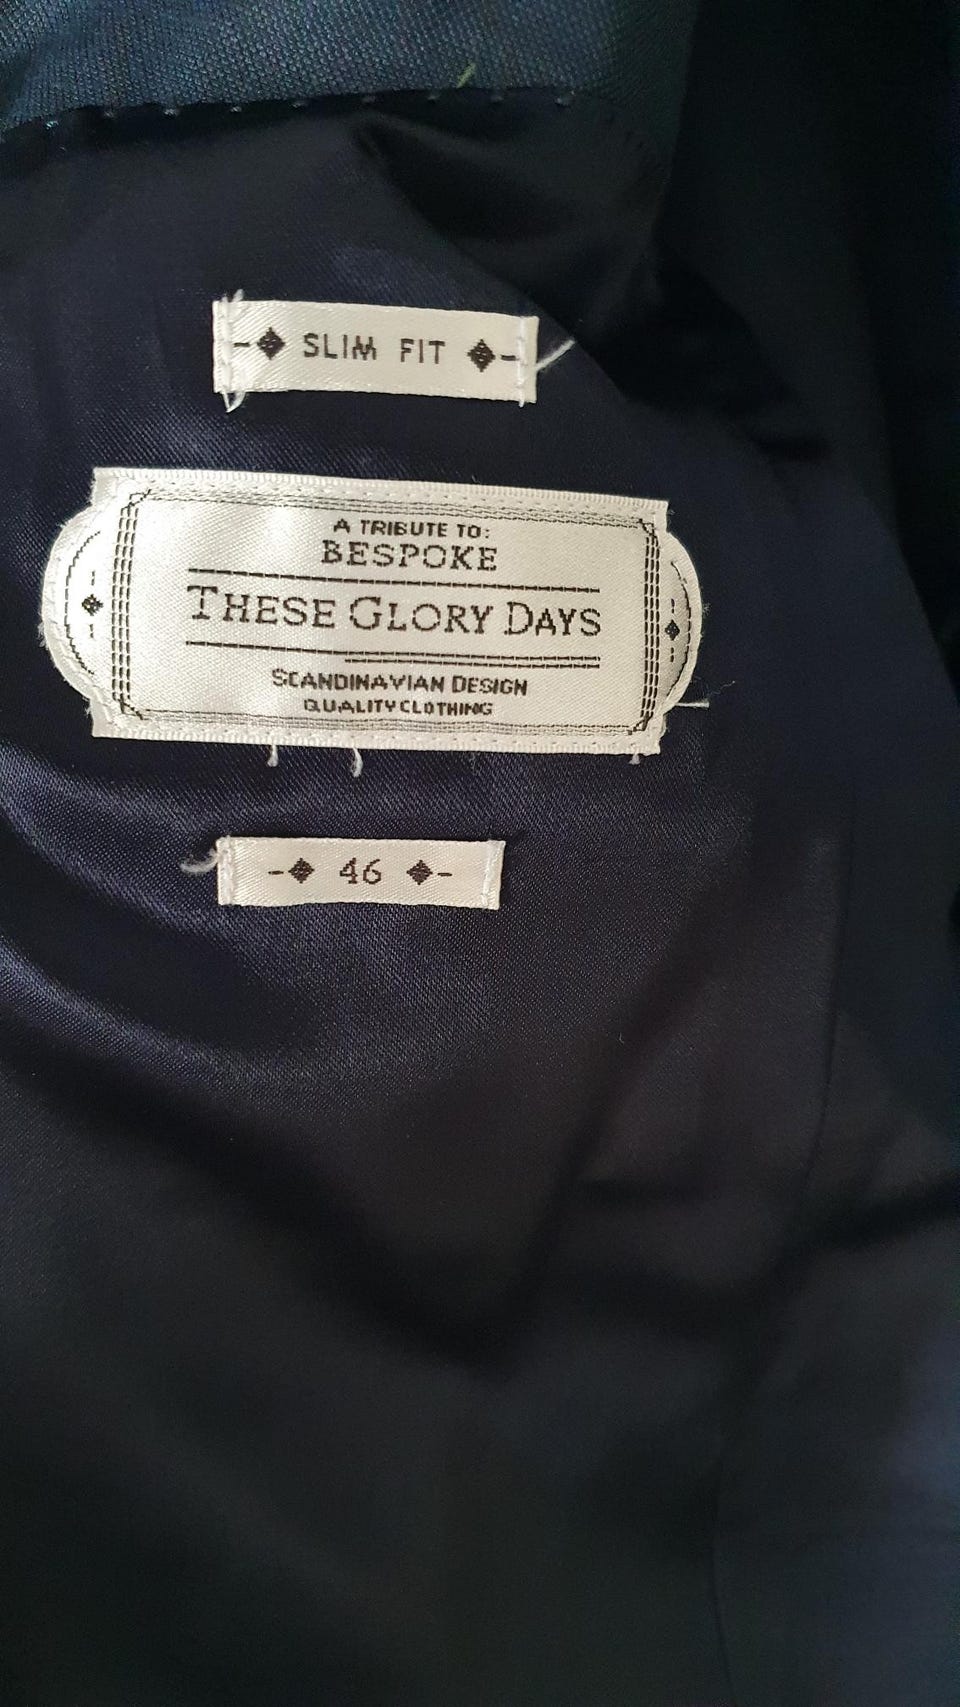 SLIM FIT
A TRIBUTE TO:
BESPOKE
THESE GLORY DAYS
SCANDINAVIAN DESIGN
QUALITY CLOTHING
46